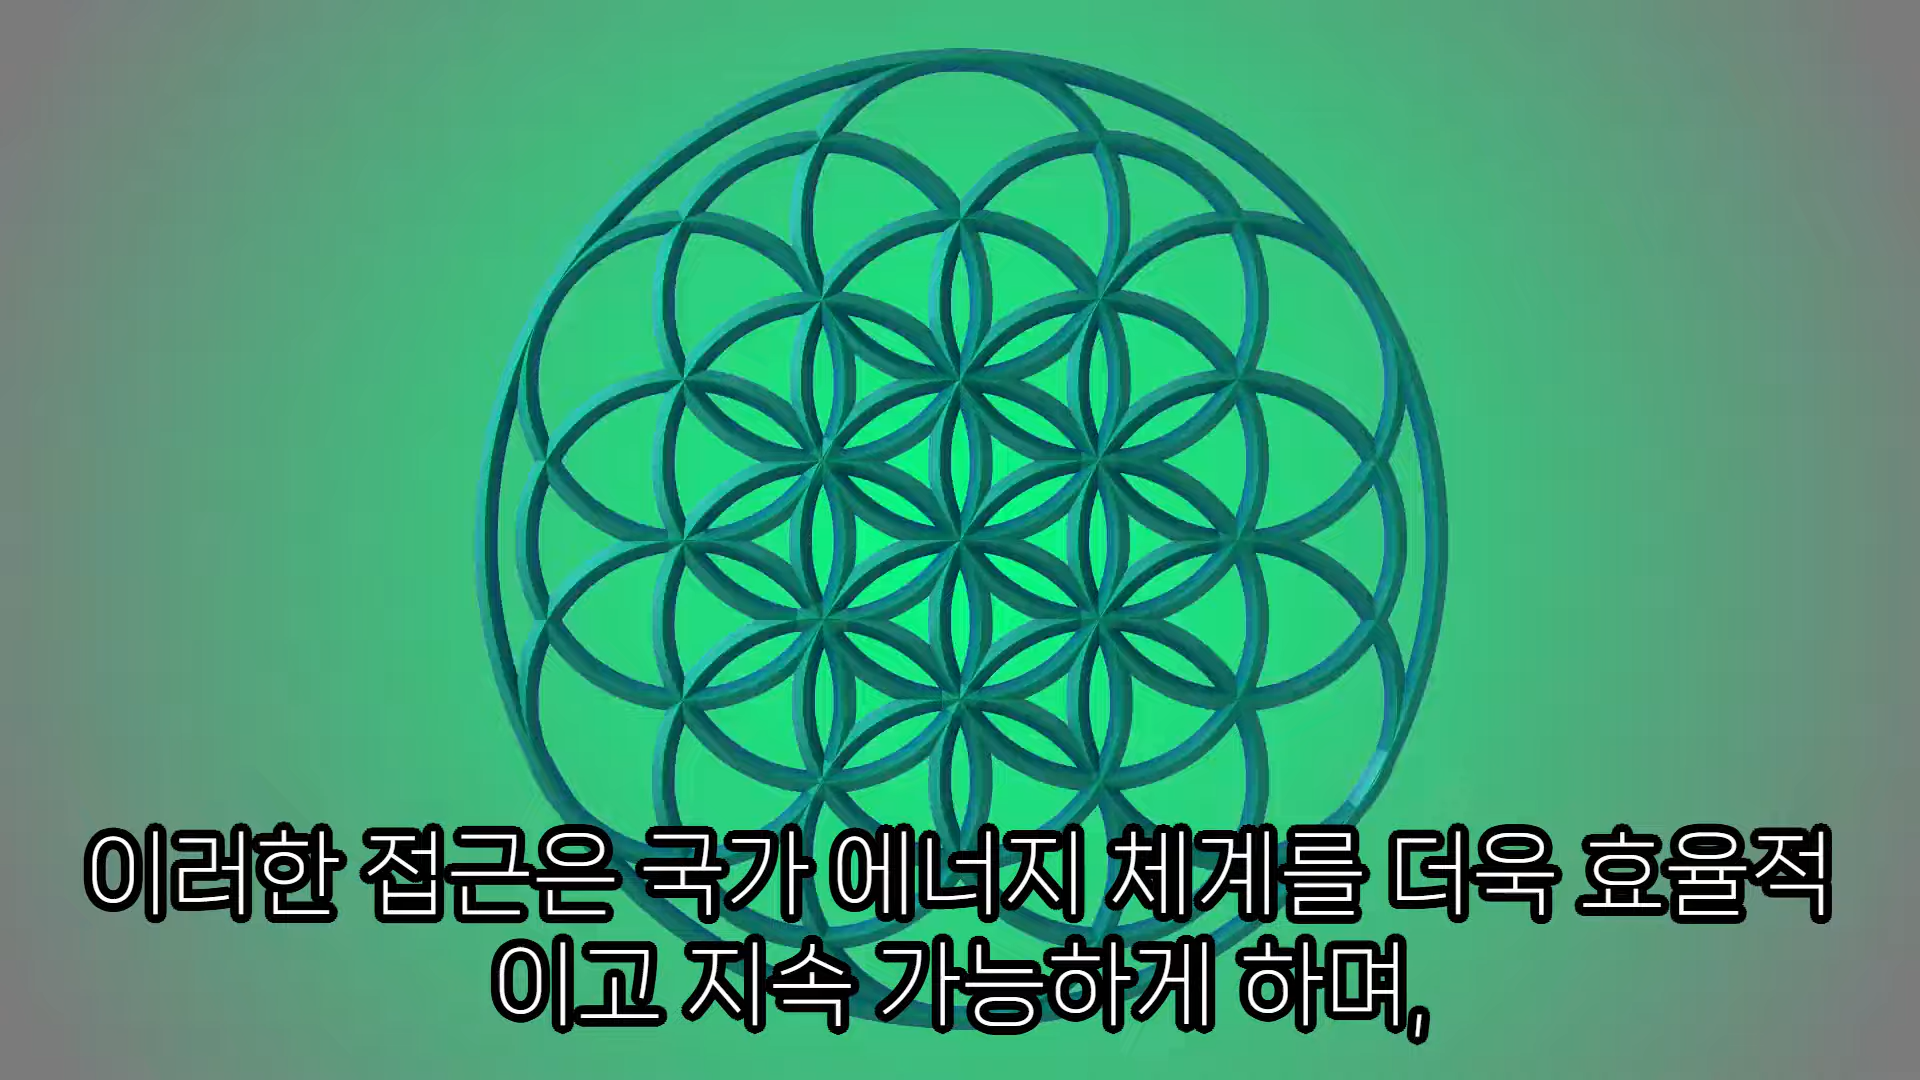 이러한 접근은 국가 에너지 체계를 더욱 효율적
이고 지속 가능하게 하며,